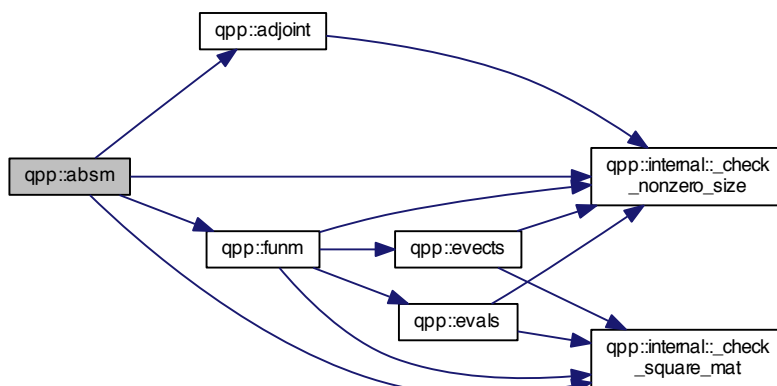 qpp::adjoint
qpp::absm
qpp::internal::_check
_nonzero_size
qpp::funm
qpp::evects
qpp::evals
qpp::internal::_check
_square_mat